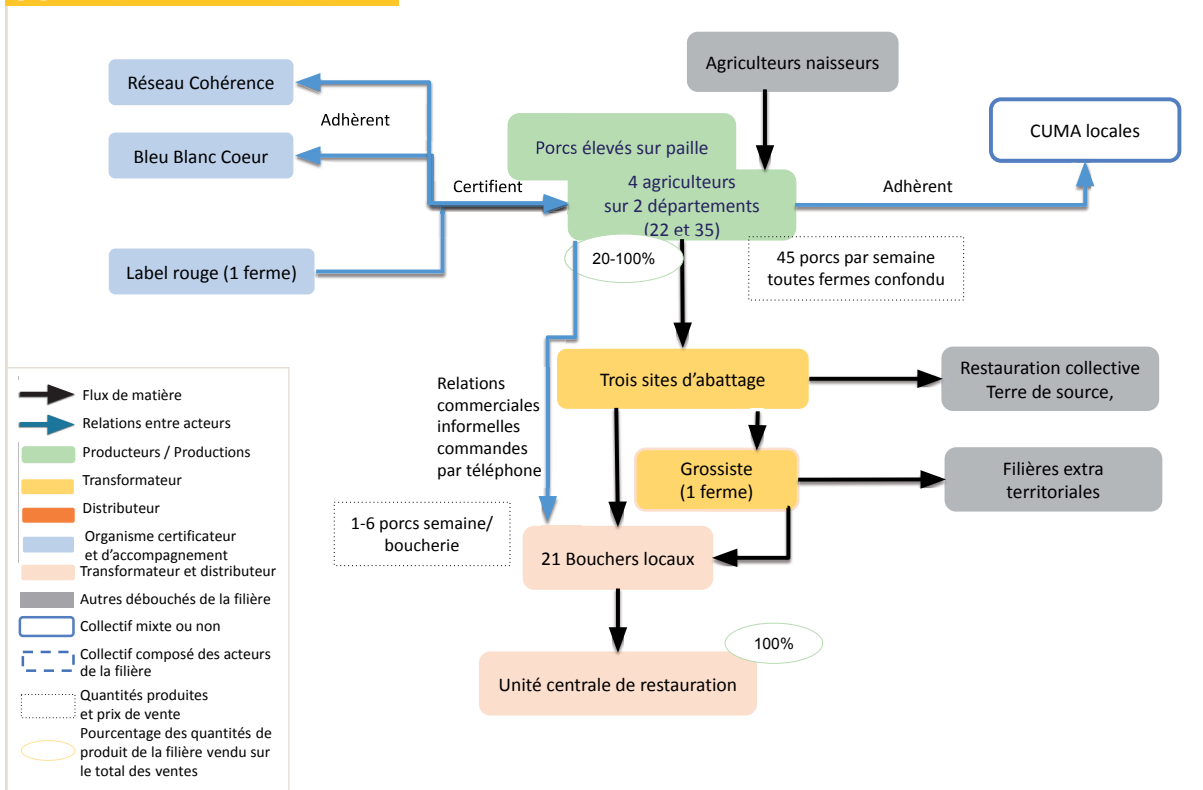 Agriculteurs naisseurs
Réseau Cohérence
Adhèrent
Bleu Blanc Coeur
CUMA locales
Porcs élevés sur paille
Certifient
4 agriculteurs
sur 2 départements
(22 et 35)
Adhèrent
Label rouge (1 ferme)
20-100%
45 porcs par semaine
toutes fermes confondu
Relations
commerciales
informelles
commandes
par téléphone
Trois sites d’abattage
Restauration collective
Terre de source,
Grossiste
(1 ferme)
Filières extra
territoriales
1-6 porcs semaine/
boucherie
21 Bouchers locaux
100%
Unité centrale de restauration
Flux de matière
Relations entre acteurs
Producteurs / Productions
Transformateur
Distributeur
Organisme certificateur
et d’accompagnement
Transformateur et distributeur
Autres débouchés de la filière
Collectif mixte ou non
Collectif composé des acteurs
de la filière
Quantités produites
et prix de vente
Pourcentage des quantités de
produit de la filière vendu sur
le total des ventes